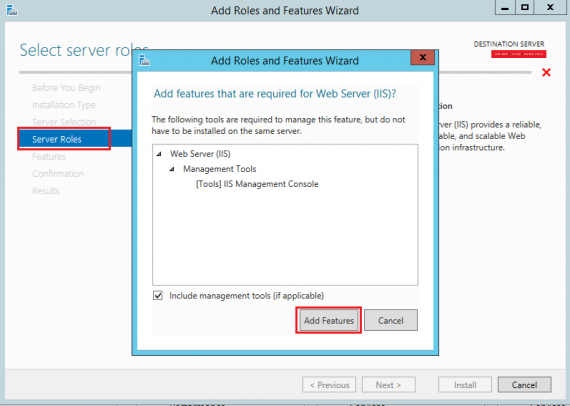 Add Roles and Features Wizard
Select server roles
DESTINATION SERVER
Before You Begin
Installation Type
Server Selection
Server Roles
Features
Confirmation
Results
Add Roles and Features Wizard
Add features that are required for Web Server (IIS)?
The following tools are required to manage this feature, but do not
have to be installed on the same server.
Web Server (IIS)
Management Tools
[Tools] IIS Management Console
Include management tools (if applicable)
Add Features
Cancel
ver (IIS) provides a reliable,
able, and scalable Web
ion infrastructure.
< Previous
Next >
Install
Cancel